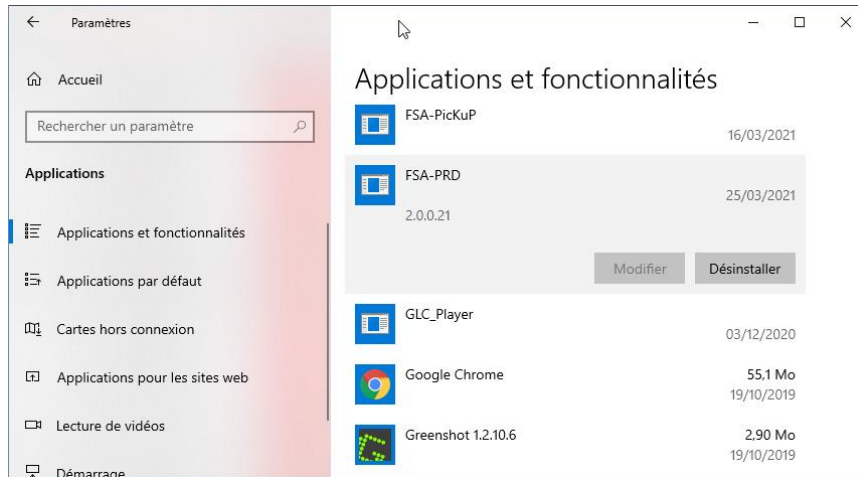 Paramètres
Accueil
Rechercher un paramètre
Applications
Applications et fonctionnalités
Applications par défaut
Cartes hors connexion
Applications pour les sites web
Lecture de vidéos
Démarrage
Applications et fonctionnalités
FSA-PicKuP
16/03/2021
FSA-PRD
25/03/2021
2.0.0.21
Modifier Désinstaller
GLC_Player
03/12/2020
Google Chrome 55,1 Mo
19/10/2019
Greenshot 1.2.10.6 2,90 Mo
19/10/2019